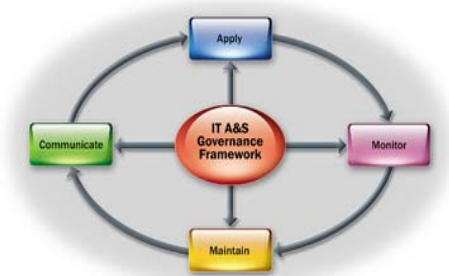 Apply
Communicate
IT A&S
Governance
Framework
Monitor
Maintain